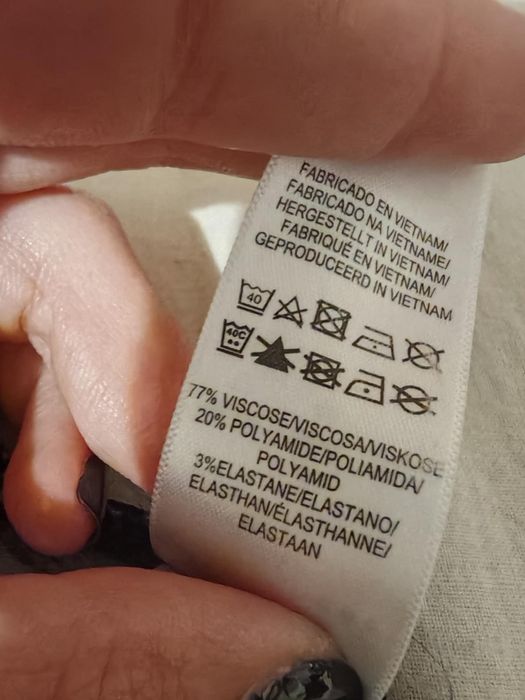 FABRICADO EN VIETNAM/
FABRICADO NA VIETNAME/
HERGESTELLT IN VIETNAM/
FABRIQUÉ EN VIETNAM/
GEPRODUCEERD IN VIETNAM
40
40C
77% VISCOSE/VISCOSA/VISKOSE
20% POLYAMIDE/POLIAMIDA/
POLYAMID
3%ELASTANE/ELASTANO/
ELASTHAN/ÉLASTHANNE/
ELASTAAN